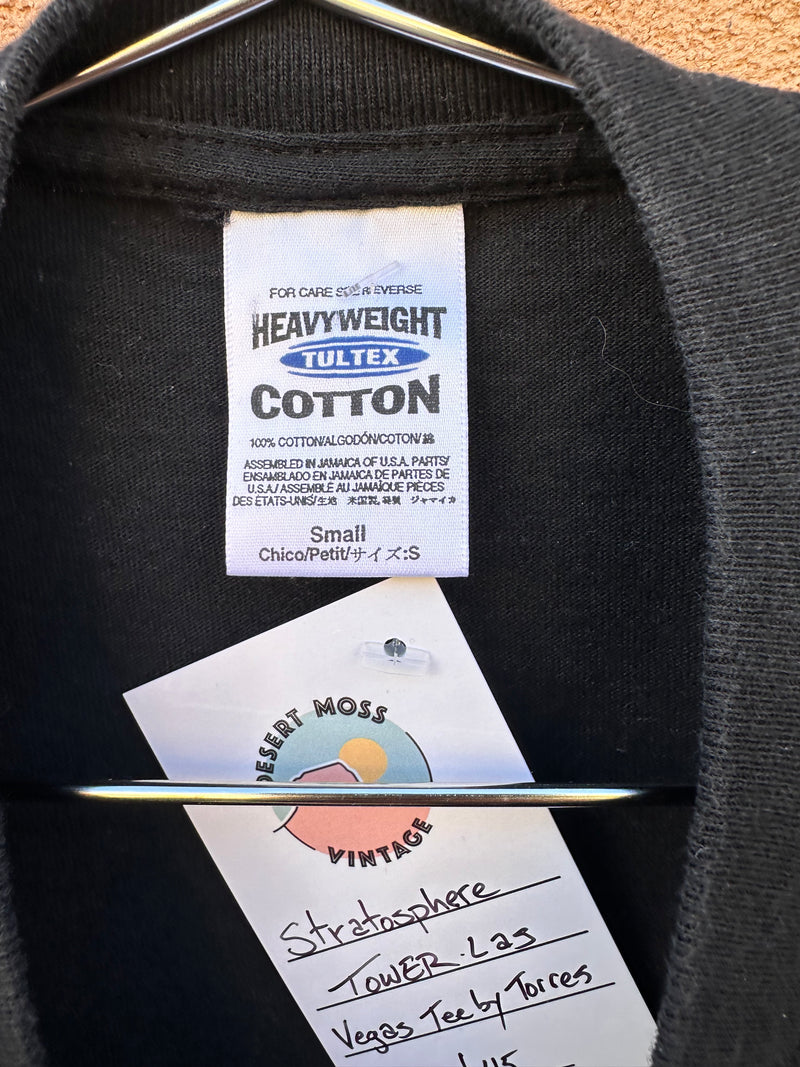 FOR CARE SEE REVERSE
HEAVYWEIGHT
TULTEX
COTTON
100% COTTON/ALGODÓN/COTON/綿
ASSEMBLED IN JAMAICA OF U.S.A. PARTS/
ENSAMBLADO EN JAMAICA DE PARTES DE
U.S.A./ASSEMBLÉ AU JAMAÏQUE PIÈCES
DES ÉTATS-UNIS/生地 米国製, 縫製 ジャマイカ
Small
Chico/Petit/サイズ:S
DESERT MOSS
VINTAGE
Stratosphere
TOWER-Las
Vegas Tee by Torres